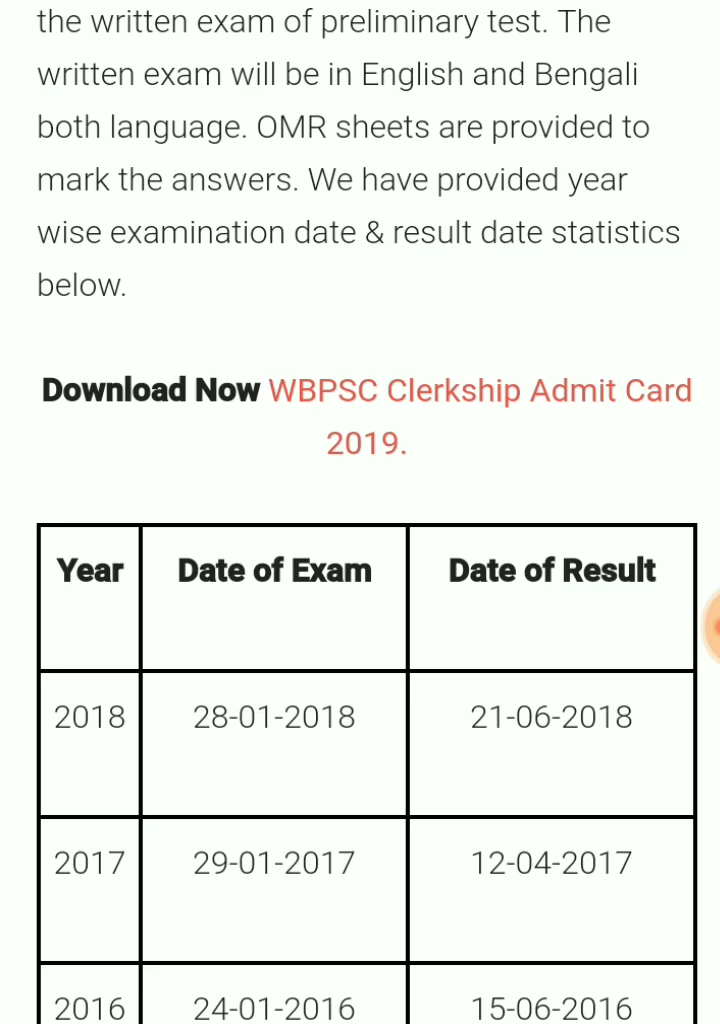 the written exam of preliminary test. The
written exam will be in English and Bengali
both language. OMR sheets are provided to
mark the answers. We have provided year
wise examination date & result date statistics
below.
Download Now WBPSC Clerkship Admit Card
2019.
Year Date of Exam Date of Result
2018 28-01-2018 21-06-2018
2017 29-01-2017 12-04-2017
2016 24-01-2016 15-06-2016